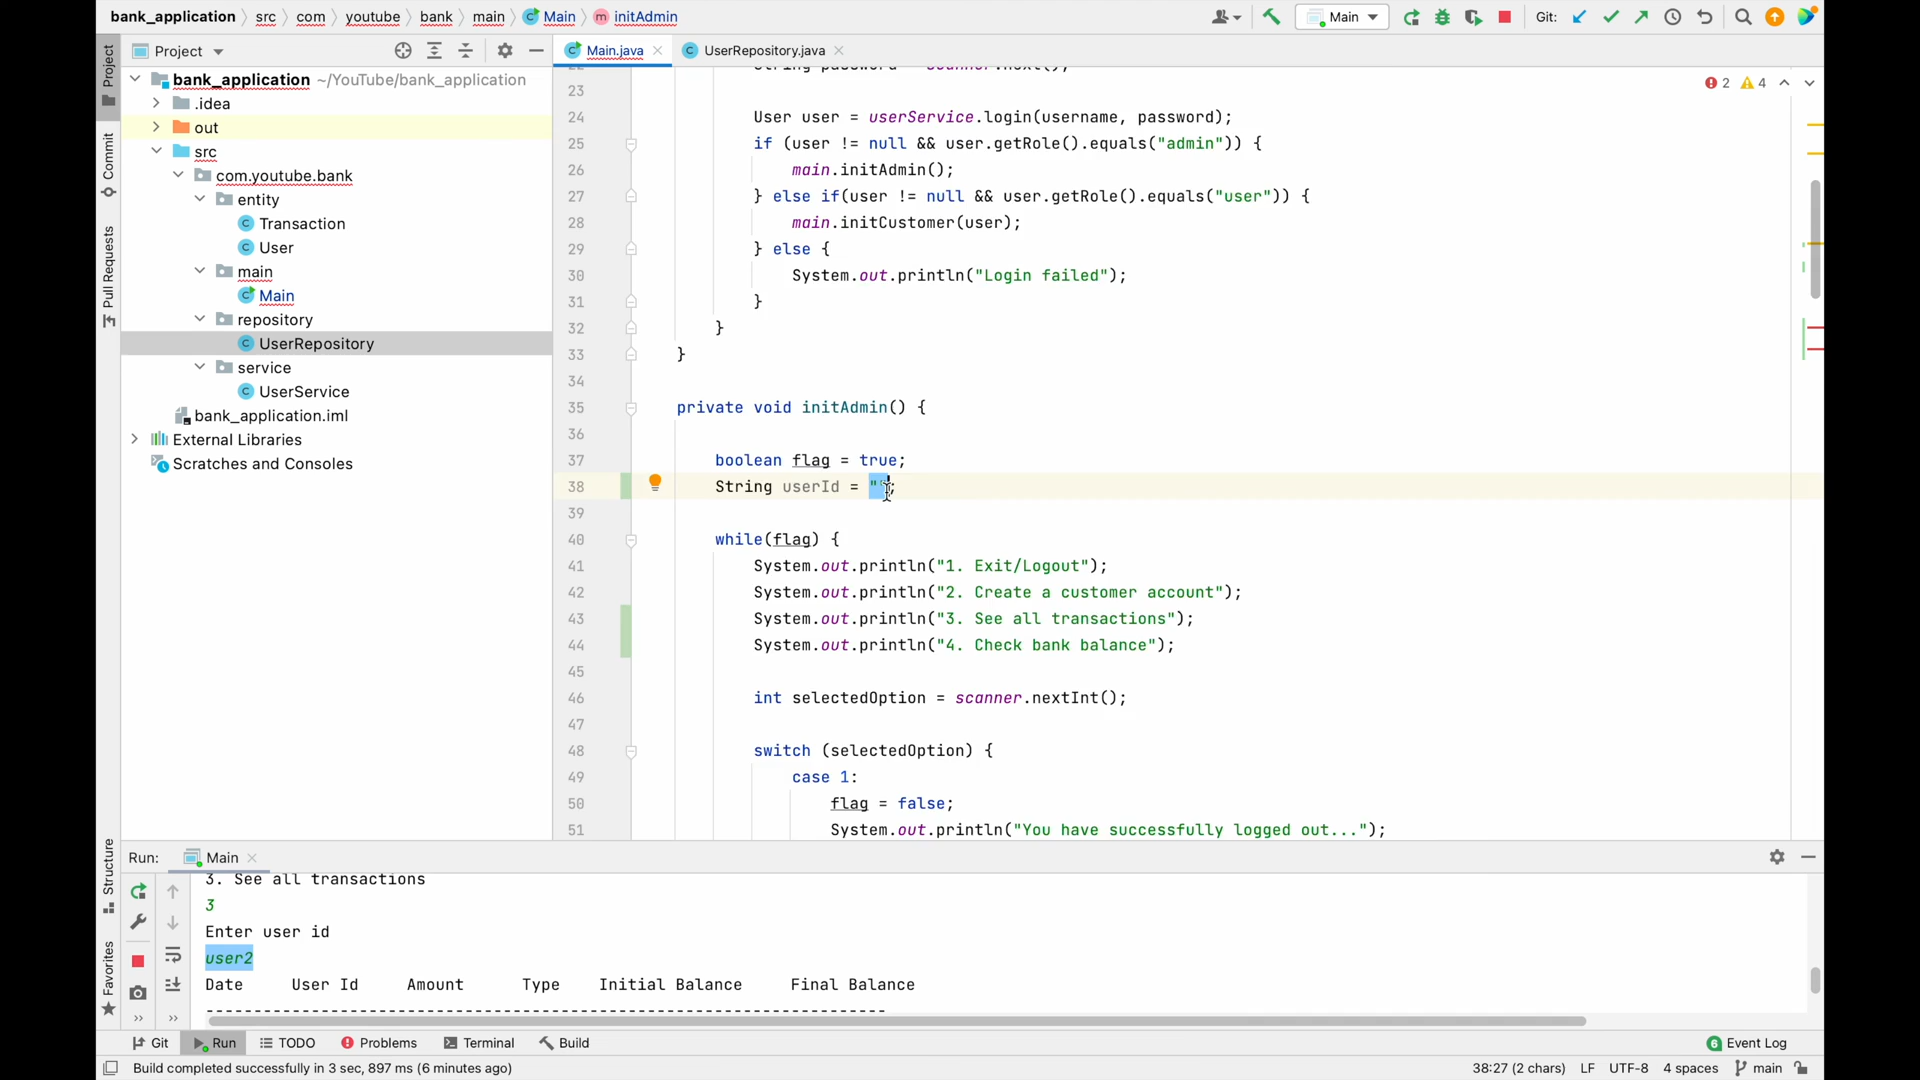 bank_application src com youtube bank main Main initAdmin Main Git:
Project Main.java UserRepository.java
Project
Commit
Pull Requests
bank_application ~/YouTube/bank_application
.idea
out
src
com.youtube.bank
entity
Transaction
User
main
Main
repository
UserRepository
service
UserService
bank_application.iml
External Libraries
Scratches and Consoles
2 4
23
24 User user = userService.login(username, password);
25 if (user != null && user.getRole().equals("admin")) {
26 main.initAdmin();
27 } else if(user != null && user.getRole().equals("user")) {
28 main.initCustomer(user);
29 } else {
30 System.out.println("Login failed");
31 }
32 }
33 }
34
35 private void initAdmin() {
36
37 boolean flag = true;
38 String userId = "";
39
40 while(flag) {
41 System.out.println("1. Exit/Logout");
42 System.out.println("2. Create a customer account");
43 System.out.println("3. See all transactions");
44 System.out.println("4. Check bank balance");
45
46 int selectedOption = scanner.nextInt();
47
48 switch (selectedOption) {
49 case 1:
50 flag = false;
51 System.out.println("You have successfully logged out...");
Structure
Favorites
Run: Main
3. See all transactions
3
Enter user id
user2
Date User Id Amount Type Initial Balance Final Balance
-----------------------------------------------------------------------
Git Run TODO Problems Terminal Build 6 Event Log
Build completed successfully in 3 sec, 897 ms (6 minutes ago) 38:27 (2 chars) LF UTF-8 4 spaces main